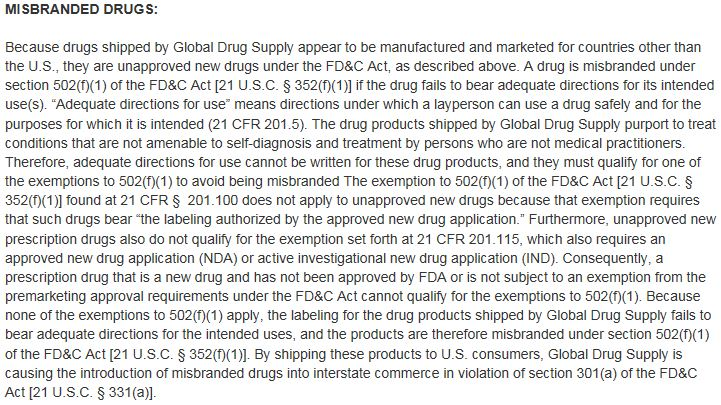 MISBRANDED DRUGS:
Because drugs shipped by Global Drug Supply appear to be manufactured and marketed for countries other than
the U.S., they are unapproved new drugs under the FD&C Act, as described above. A drug is misbranded under
section 502(f)(1) of the FD&C Act [21 U.S.C. § 352(f)(1)] if the drug fails to bear adequate directions for its intended
use(s). “Adequate directions for use” means directions under which a layperson can use a drug safely and for the
purposes for which it is intended (21 CFR 201.5). The drug products shipped by Global Drug Supply purport to treat
conditions that are not amenable to self-diagnosis and treatment by persons who are not medical practitioners.
Therefore, adequate directions for use cannot be written for these drug products, and they must qualify for one of
the exemptions to 502(f)(1) to avoid being misbranded The exemption to 502(f)(1) of the FD&C Act [21 U.S.C. §
352(f)(1)] found at 21 CFR §  201.100 does not apply to unapproved new drugs because that exemption requires
that such drugs bear “the labeling authorized by the approved new drug application.” Furthermore, unapproved new
prescription drugs also do not qualify for the exemption set forth at 21 CFR 201.115, which also requires an
approved new drug application (NDA) or active investigational new drug application (IND). Consequently, a
prescription drug that is a new drug and has not been approved by FDA or is not subject to an exemption from the
premarketing approval requirements under the FD&C Act cannot qualify for the exemptions to 502(f)(1). Because
none of the exemptions to 502(f)(1) apply, the labeling for the drug products shipped by Global Drug Supply fails to
bear adequate directions for the intended uses, and the products are therefore misbranded under section 502(f)(1)
of the FD&C Act [21 U.S.C. § 352(f)(1)]. By shipping these products to U.S. consumers, Global Drug Supply is
causing the introduction of misbranded drugs into interstate commerce in violation of section 301(a) of the FD&C
Act [21 U.S.C. § 331(a)].